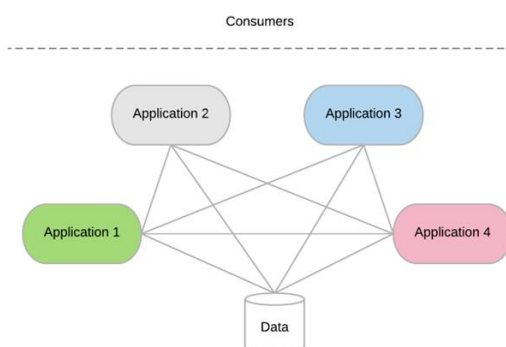 Consumers
Application 2
Application 3
Application 1
Application 4
Data